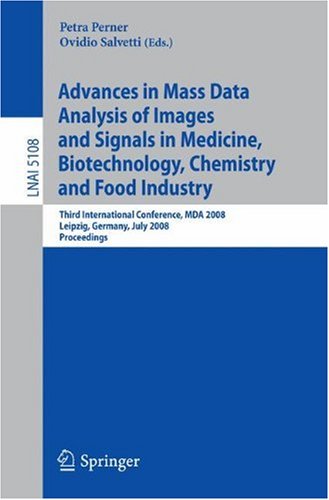 Petra Perner
Ovidio Salvetti (Eds.)
LNAI 5108
Advances in Mass Data
Analysis of Images
and Signals in Medicine,
Biotechnology, Chemistry
and Food Industry
Third International Conference, MDA 2008
Leipzig, Germany, July 2008
Proceedings
Springer